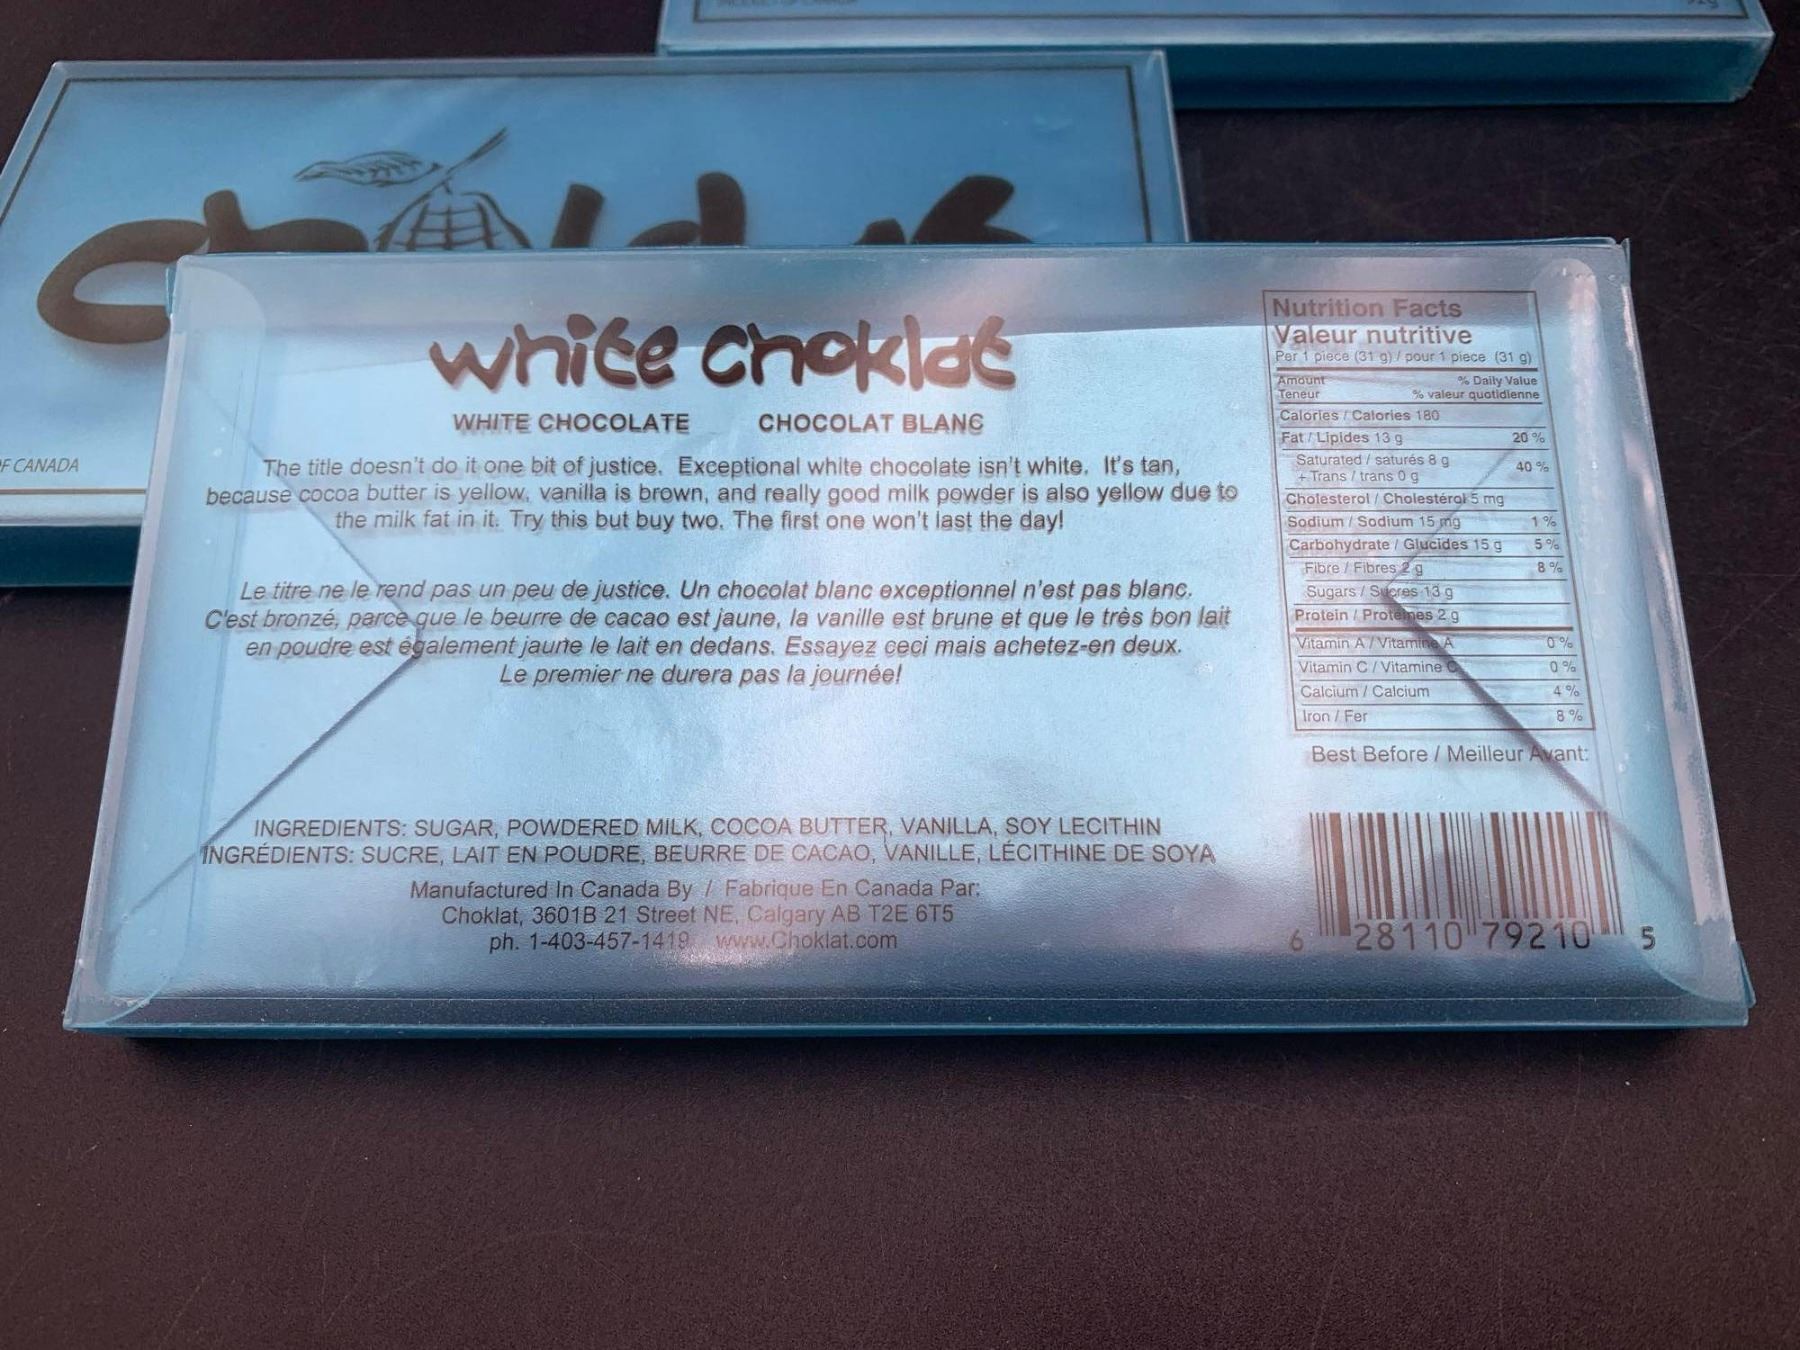 OF CANADA
white choklat
WHITE CHOCOLATE CHOCOLAT BLANC
The title doesn't do it one bit of justice. Exceptional white chocolate isn't white. It's tan,
because cocoa butter is yellow, vanilla is brown, and really good milk powder is also yellow due to
the milk fat in it. Try this but buy two. The first one won't last the day!
Le titre ne le rend pas un peu de justice. Un chocolat blanc exceptionnel n'est pas blanc.
C'est bronzé, parce que le beurre de cacao est jaune, la vanille est brune et que le très bon lait
en poudre est également jaune le lait en dedans. Essayez ceci mais achetez-en deux.
Le premier ne durera pas la journée!
INGREDIENTS: SUGAR, POWDERED MILK, COCOA BUTTER, VANILLA, SOY LECITHIN
INGRÉDIENTS: SUCRE, LAIT EN POUDRE, BEURRE DE CACAO, VANILLE, LÉCITHINE DE SOYA
Manufactured In Canada By / Fabrique En Canada Par:
Choklat, 3601B 21 Street NE, Calgary AB T2E 6T5
ph. 1-403-457-1419 www.Choklat.com
Nutrition Facts
Valeur nutritive
Per 1 piece (31 g) / pour 1 piece (31 g)
Amount % Daily Value
Teneur % valeur quotidienne
Calories / Calories 180
Fat / Lipides 13 g 20 %
Saturated / saturés 8 g
+ Trans / trans 0 g 40 %
Cholesterol / Cholestérol 5 mg
Sodium / Sodium 15 mg 1 %
Carbohydrate / Glucides 15 g 5 %
Fibre / Fibres 2 g 8 %
Sugars / Sucres 13 g
Protein / Protéines 2 g
Vitamin A / Vitamine A 0 %
Vitamin C / Vitamine C 0 %
Calcium / Calcium 4 %
Iron / Fer 8 %
Best Before / Meilleur Avant:
6 28110 79210 5